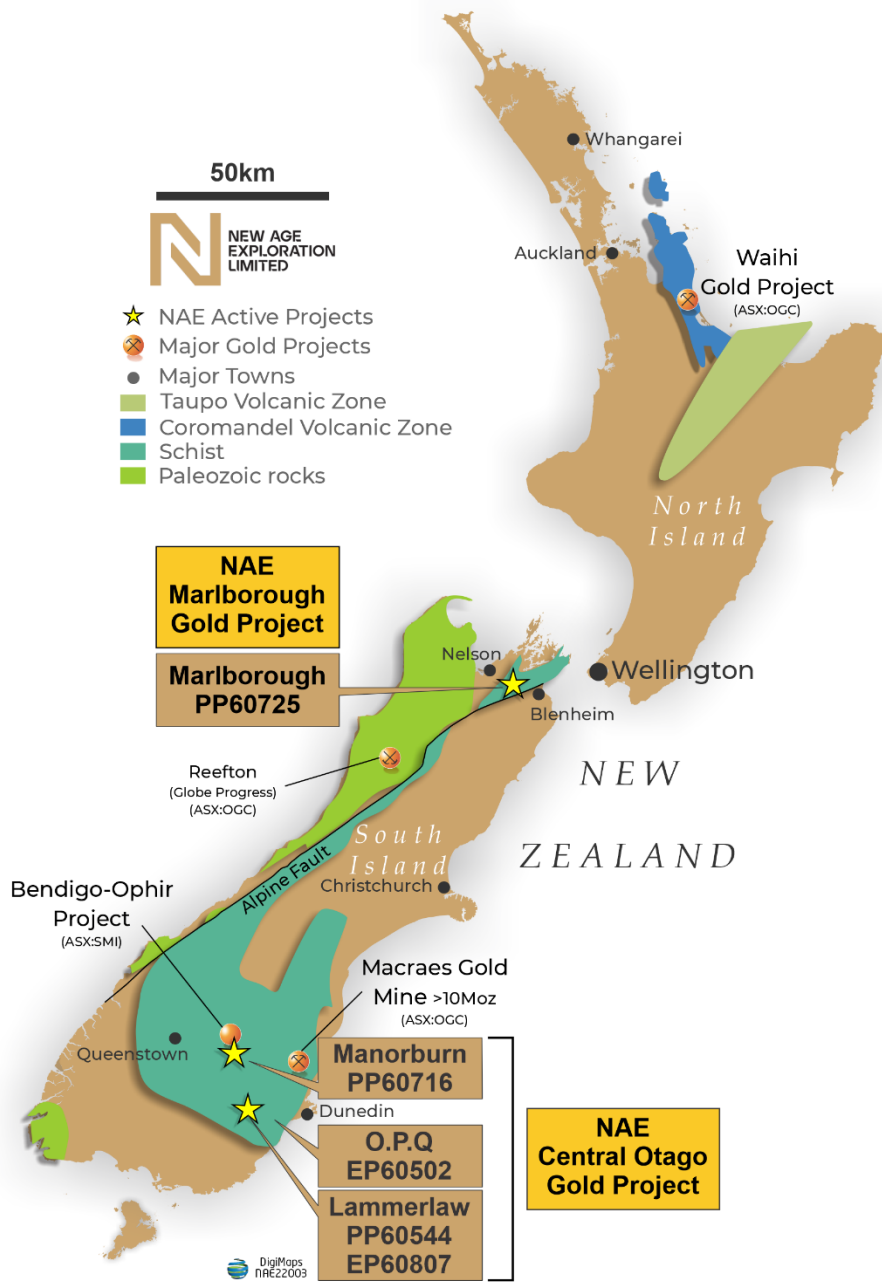 50km
NEW AGE
EXPLORATION
LIMITED
NAE Active Projects
Major Gold Projects
Major Towns
Taupo Volcanic Zone
Coromandel Volcanic Zone
Schist
Paleozoic rocks
Whangarei
Auckland
Waihi
Gold Project
(ASX:OGC)
North
Island
NAE
Marlborough
Gold Project
Marlborough
PP60725
Nelson
Wellington
Blenheim
Reefton
(Globe Progress)
(ASX:OGC)
NEW
ZEALAND
South
Island
Alpine Fault
Christchurch
Bendigo-Ophir
Project
(ASX:SMI)
Macraes Gold
Mine >10Moz
(ASX:OGC)
Queenstown
Manorburn
PP60716
Dunedin
O.P.Q
EP60502
Lammerlaw
PP60544
EP60807
NAE
Central Otago
Gold Project
DigiMaps
NAE22003